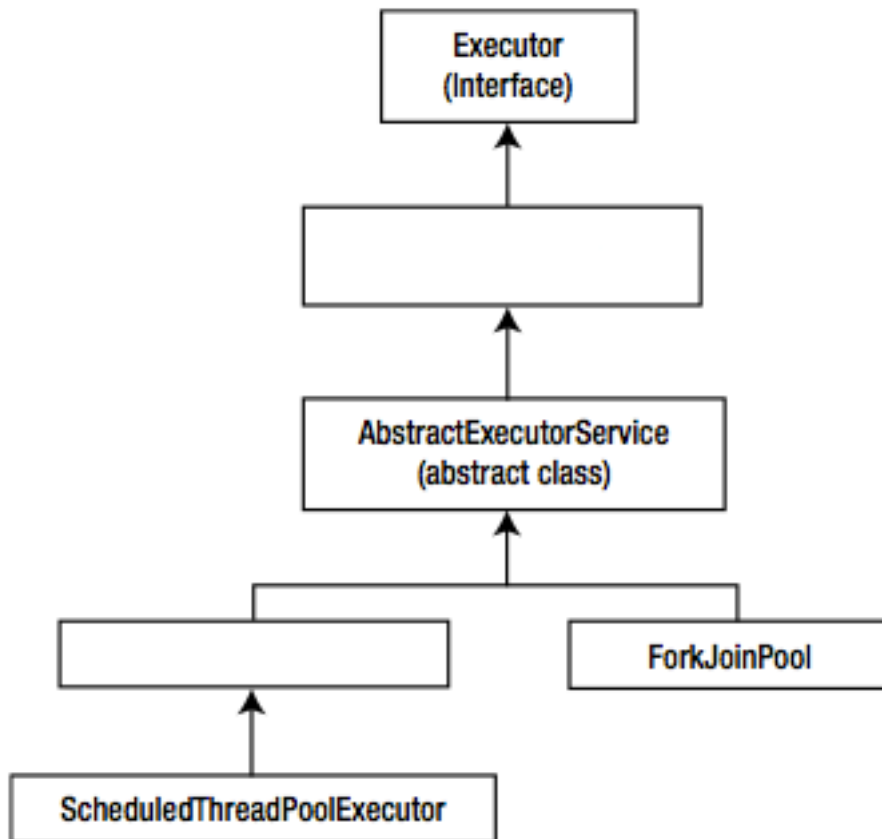 Executor
(Interface)
AbstractExecutorService
(abstract class)
ForkJoinPool
ScheduledThreadPoolExecutor